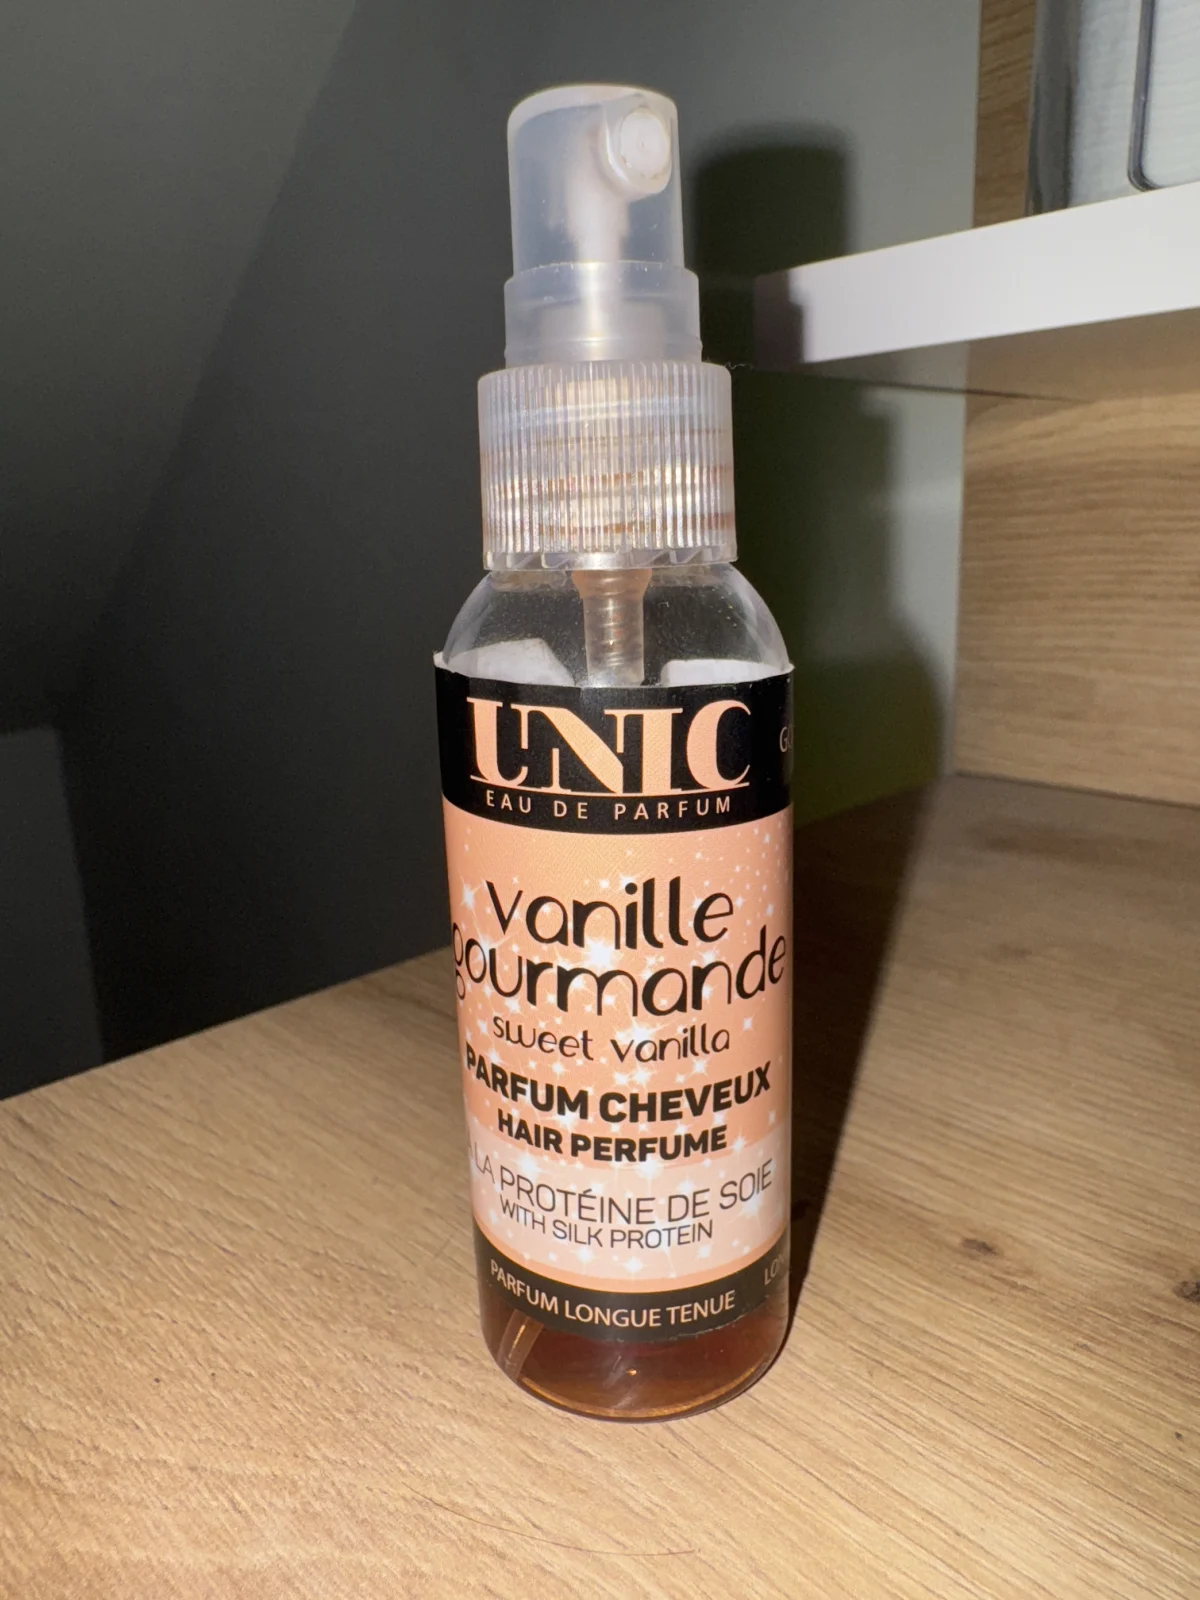 UNIC
EAU DE PARFUM
vanille
gourmande
sweet vanilla
PARFUM CHEVEUX
HAIR PERFUME
À LA PROTÉINE DE SOIE
WITH SILK PROTEIN
PARFUM LONGUE TENUE